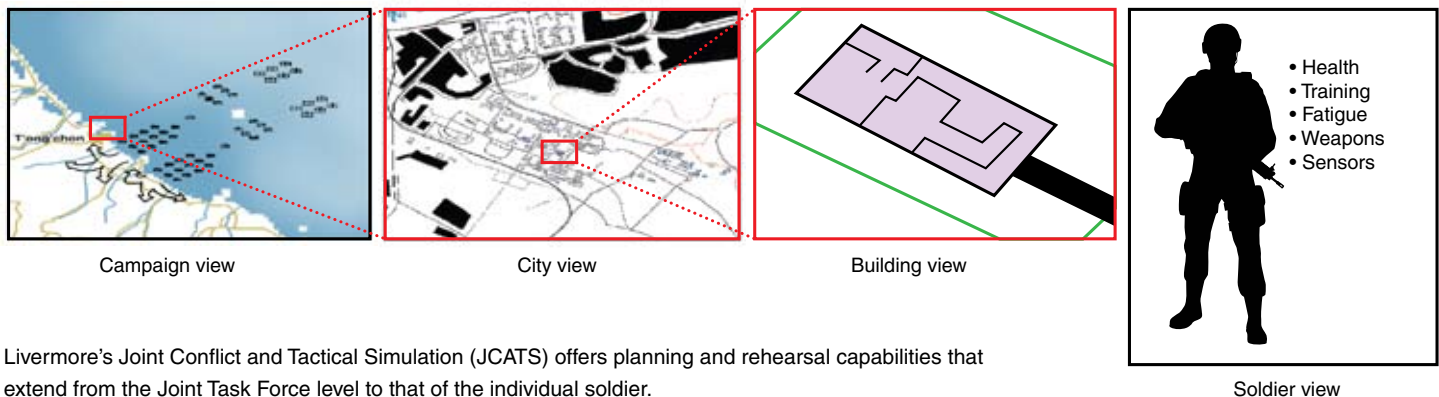 T'ong chon
Campaign view
City view
Building view
• Health
• Training
• Fatigue
• Weapons
• Sensors
Soldier view
Livermore's Joint Conflict and Tactical Simulation (JCATS) offers planning and rehearsal capabilities that
extend from the Joint Task Force level to that of the individual soldier.